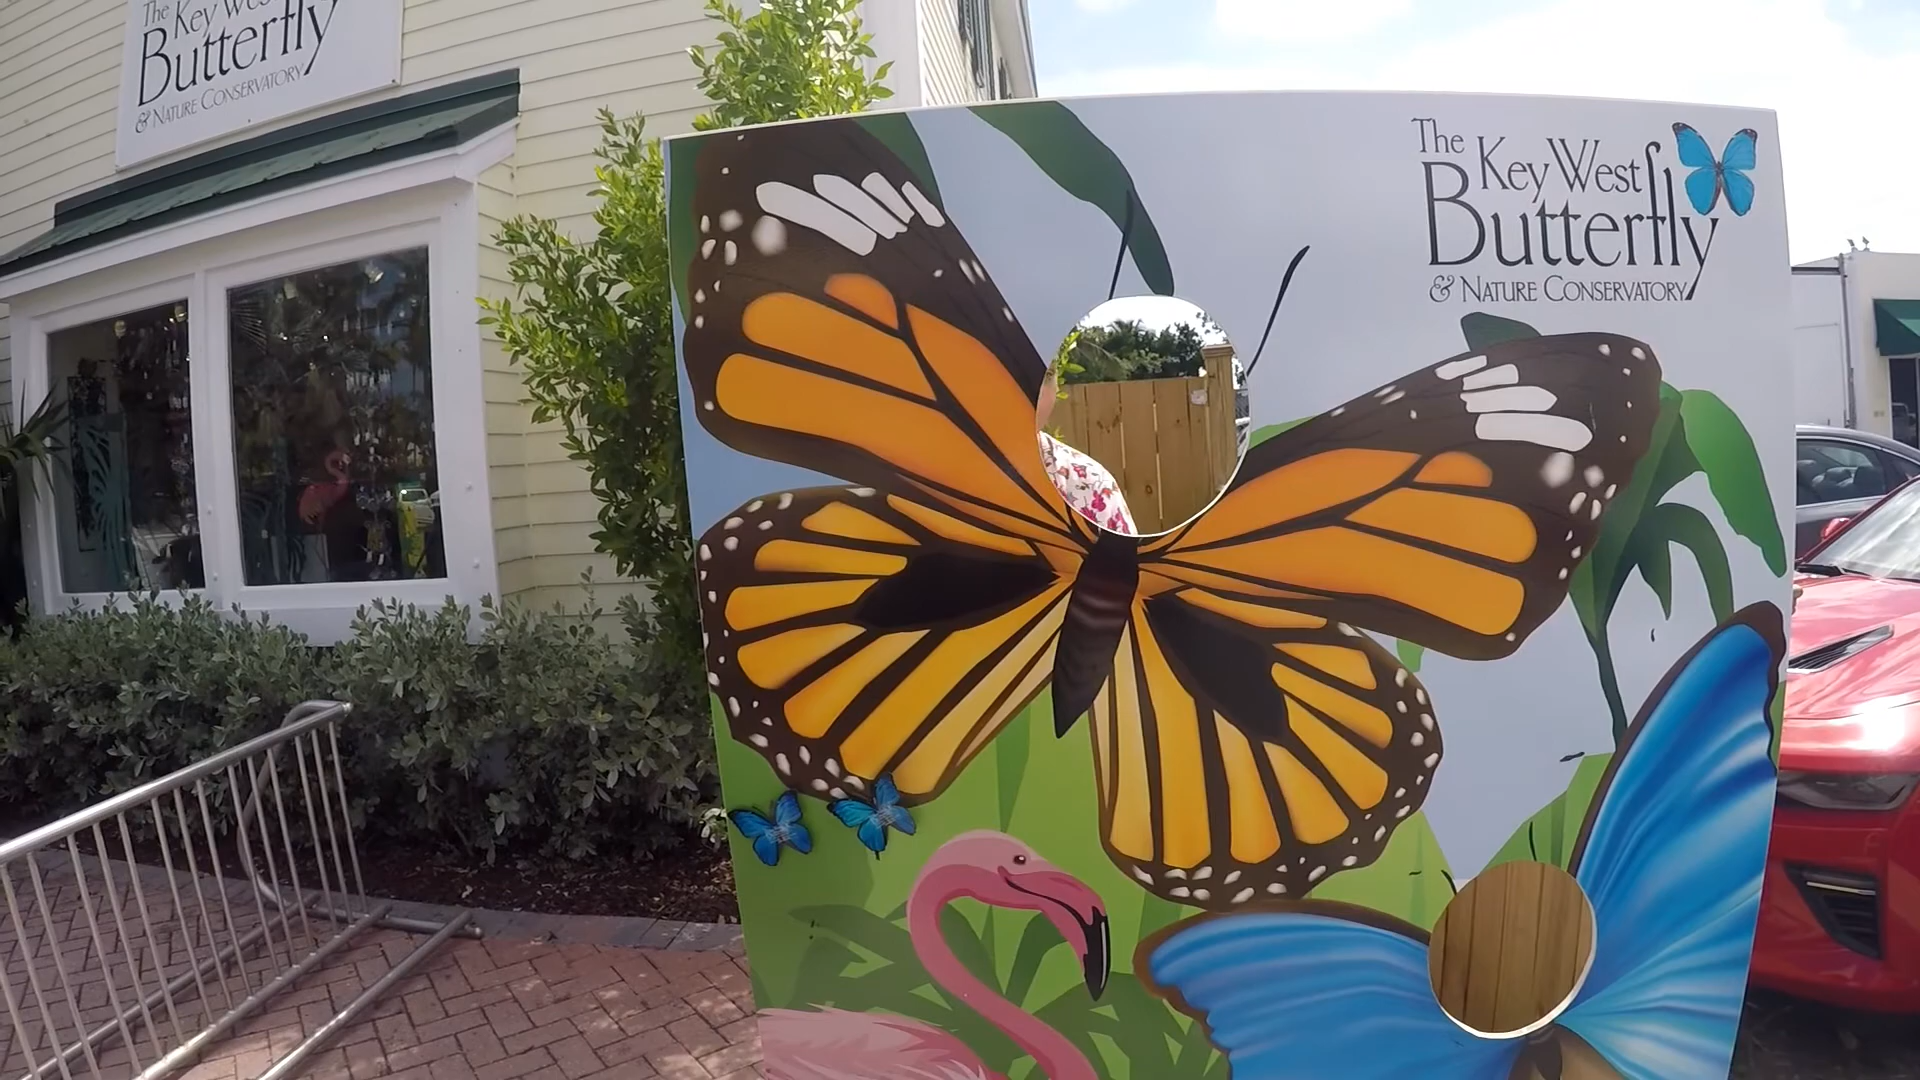 The
Key West
Butterfly
& NATURE CONSERVATORY
The
Key West
Butterfly
& NATURE CONSERVATORY